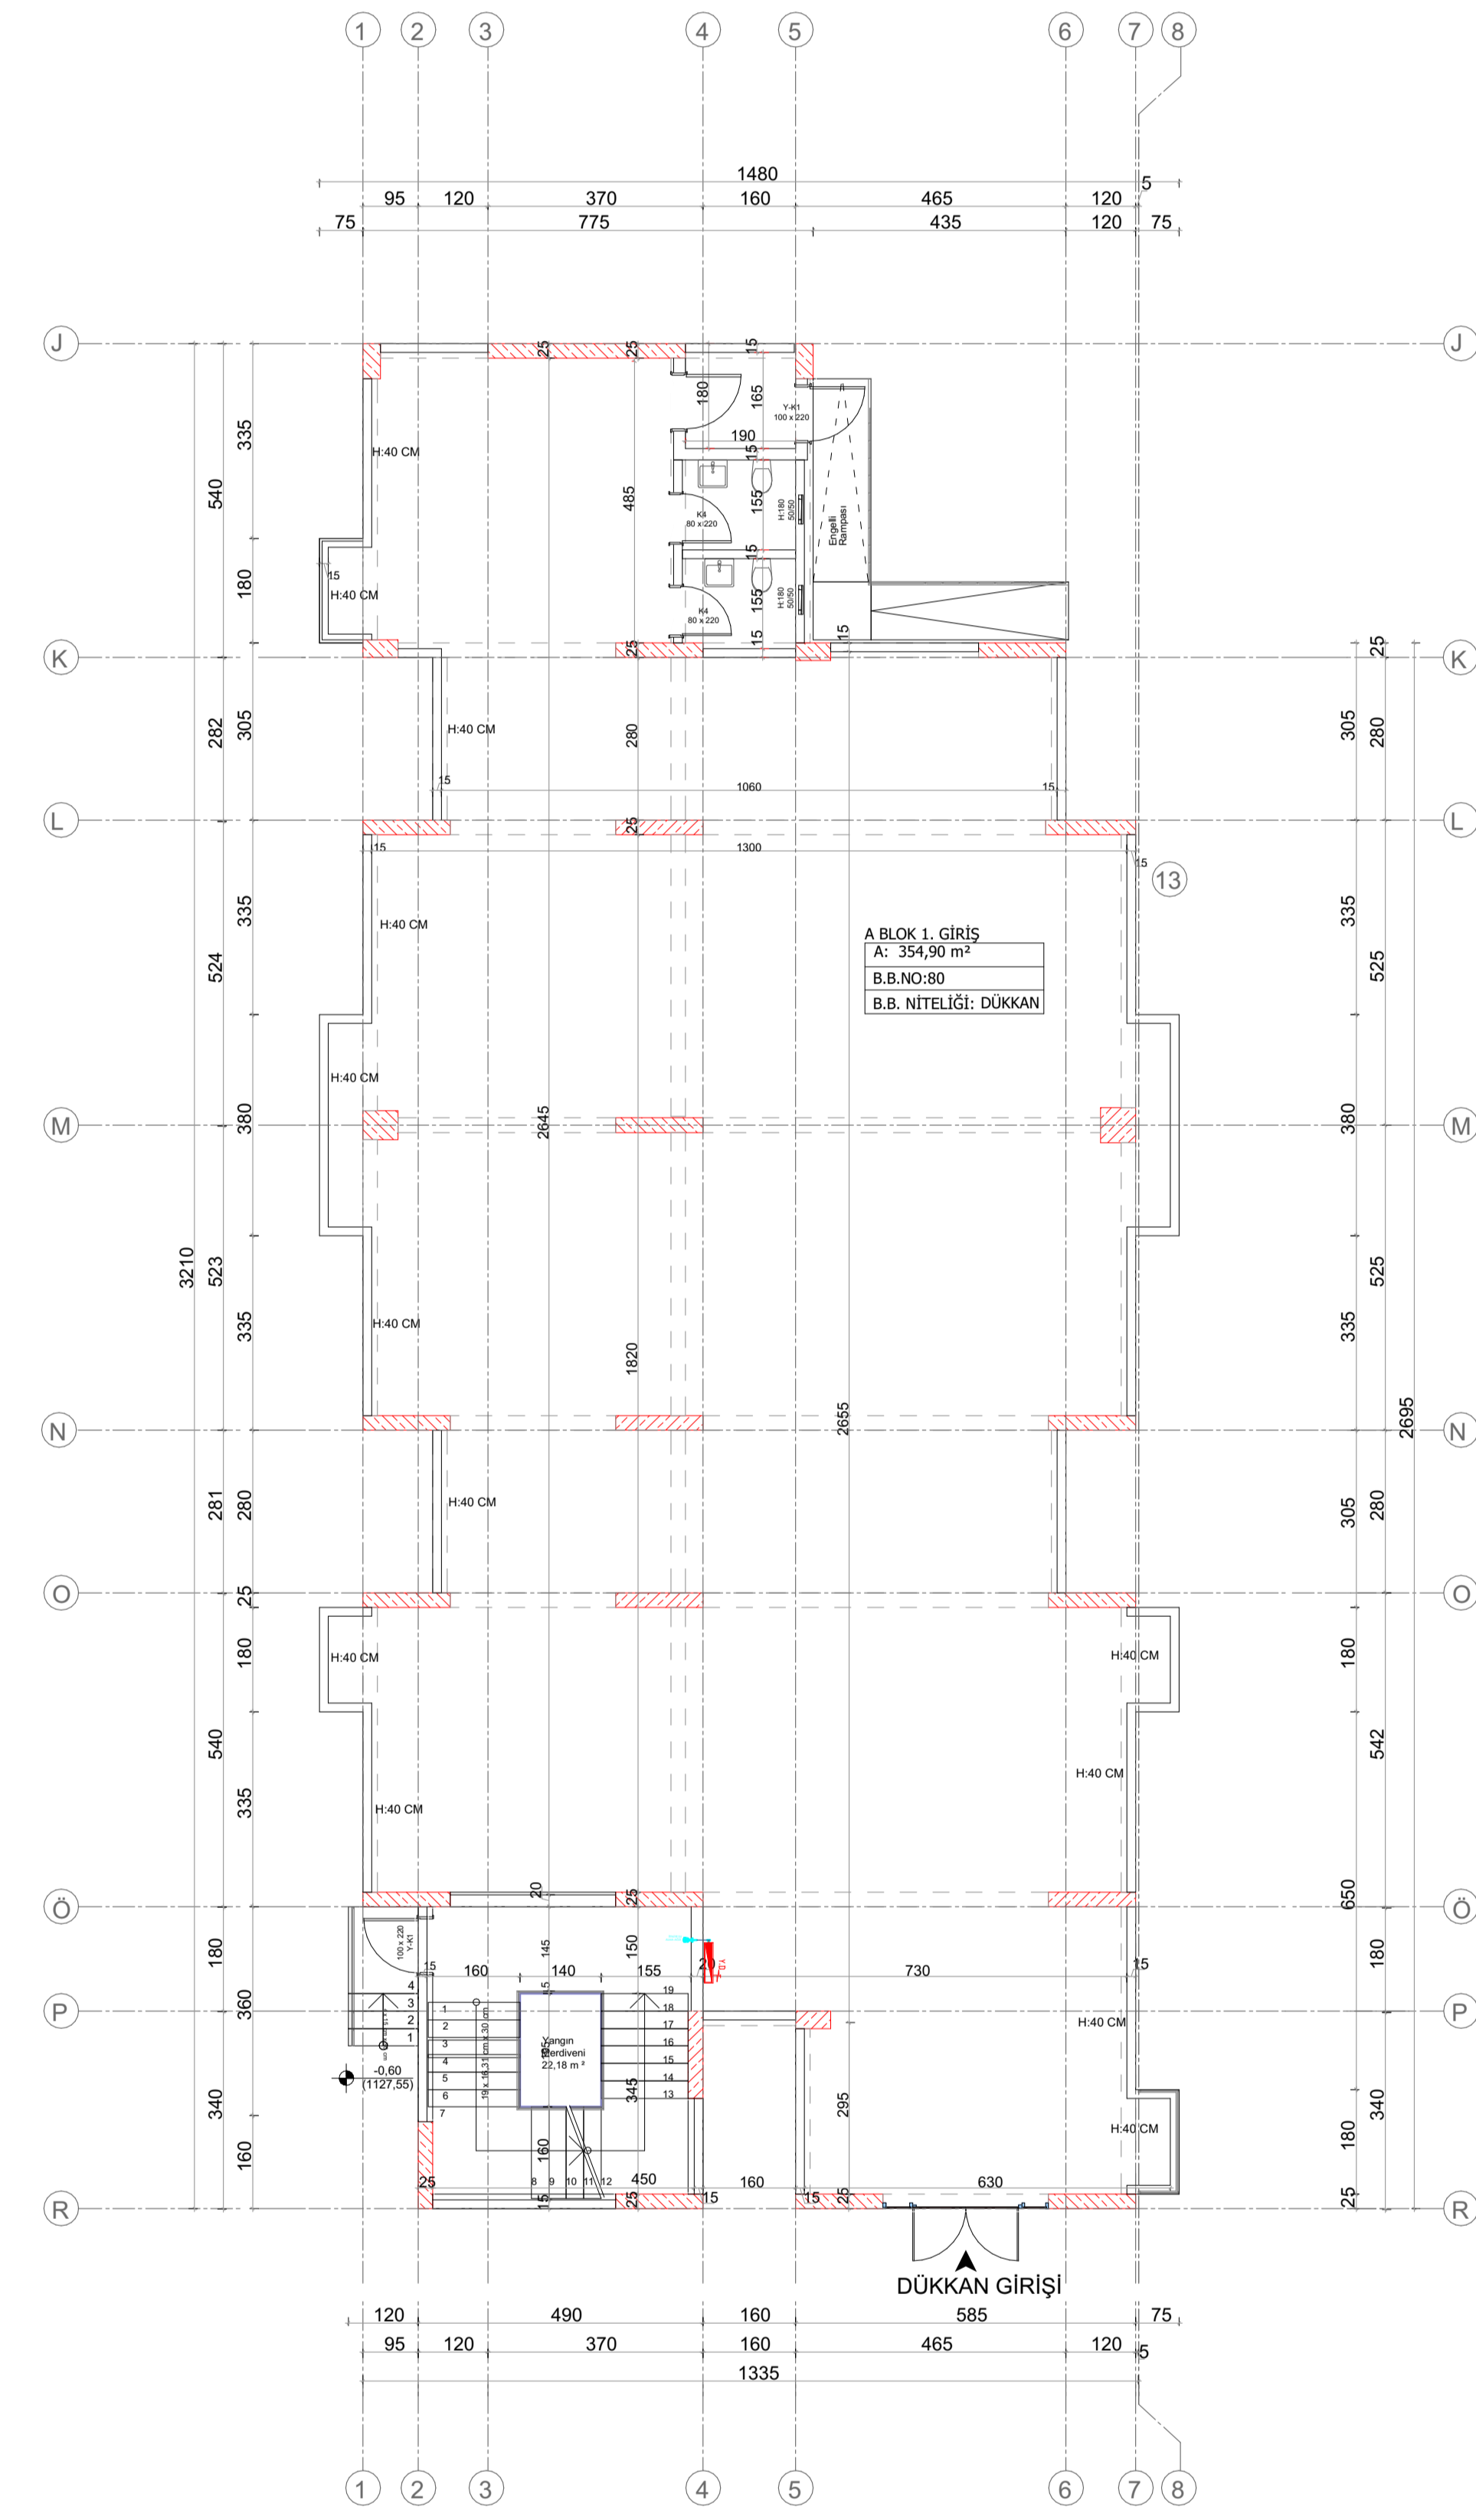 1 2 3 4 5 6 7 8
1480
5
95 120 370 160 465 120
75 775 435 120 75
J J
25 25 15
335
540
H:40 CM
180 165
Y-K1
100 x 220
190
15
485
155
K4
80 x 220
H:180
50/50
Engelli
Rampası
15
15
180
H:40 CM
155
K4
80 x 220
H:180
50/50
15 15
K 25 25 K
282 305
H:40 CM
280
305 280
15 1060 15
L 25 L
15 1300 15
13
335
H:40 CM
A BLOK 1. GİRİŞ
A: 354,90 m²
B.B.NO:80
B.B. NİTELİĞİ: DÜKKAN
335
524
525
H:40 CM
M 380 2645 380 M
3210 523
525
335
H:40 CM
1820
335
2655
2695
N N
281 280
H:40 CM
305 280
O 225 O
180
H:40 CM
H:40 CM
180
540
542
H:40 CM
335
H:40 CM
20 25
Ö 650 Ö
180
100 x 220
Y-K1
145 150
180
15 160 140 155 20 730 15
Y.D.
4
3
2
1
19
18
17
16
15
14
13
P 360 P
H:40 CM
1
2
3
4
5
6
7
19 x 16,31 cm x 30 cm
Yangın
Merdiveni
22,18 m ²
195
345
-0,60
(1127,55)
340
295
340
H:40 CM
180
160
160
8 9 10 11 12
25 450 160 630
R 15 25 15 15 25 25 R
DÜKKAN GİRİŞİ
120 490 160 585 75
95 120 370 160 465 120 5
1335
1 2 3 4 5 6 7 8